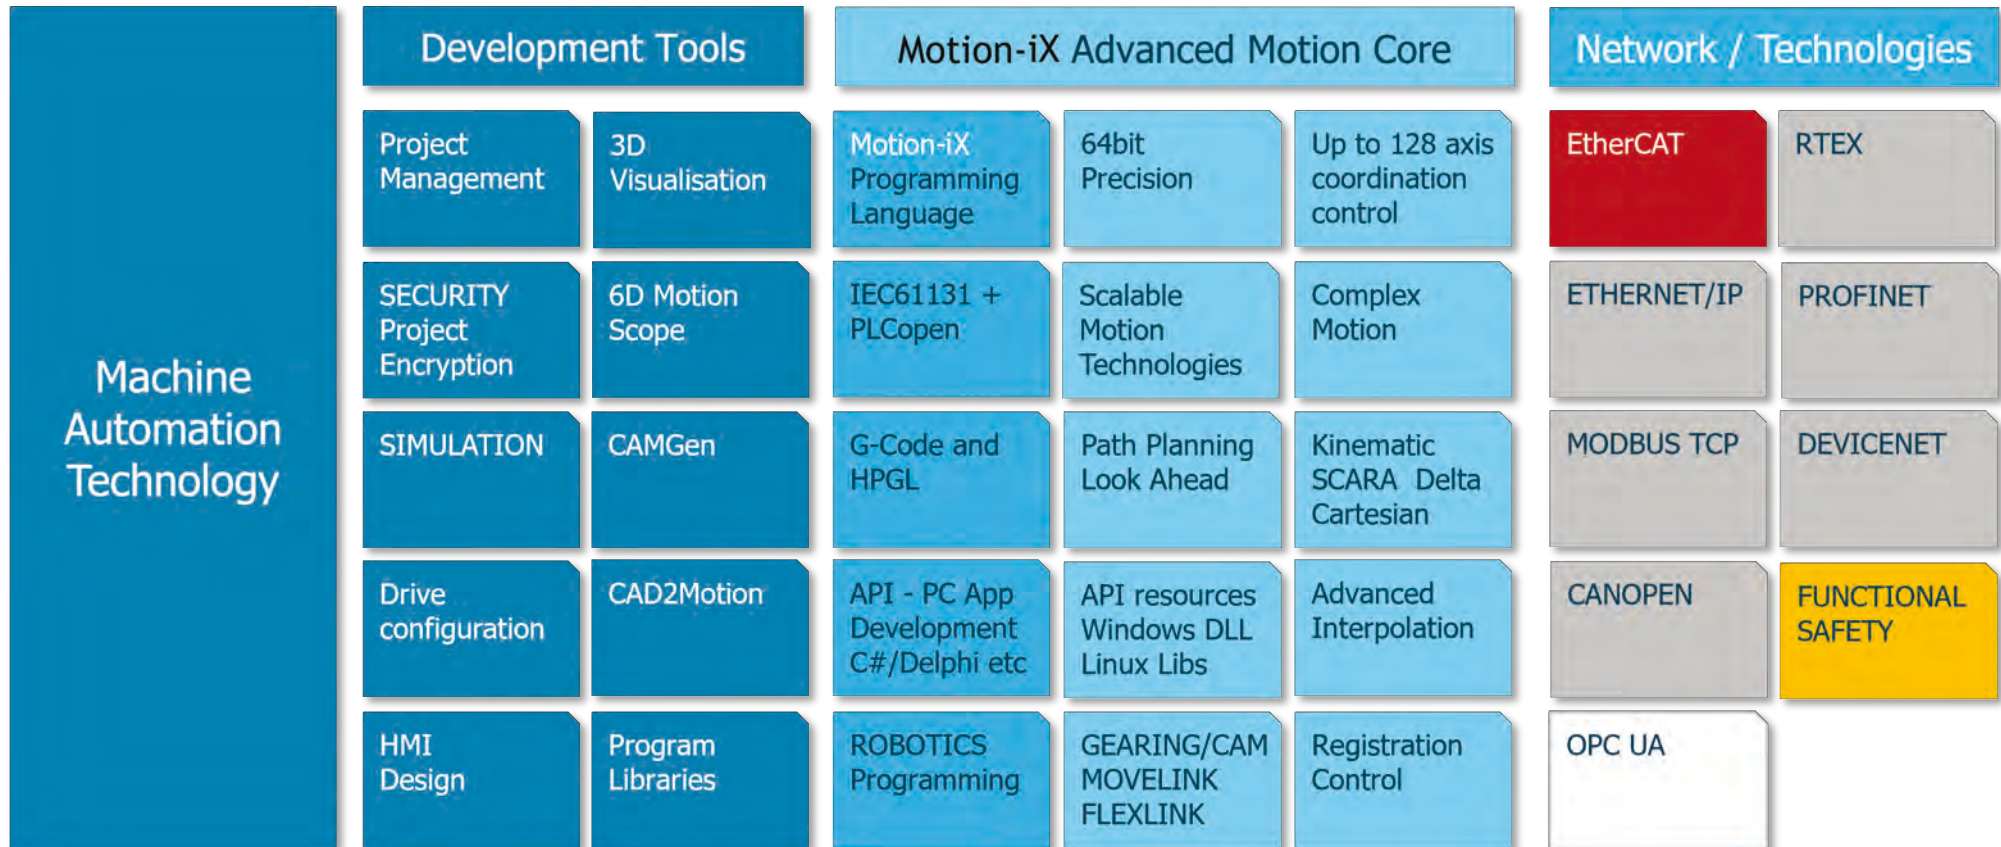 Machine
Automation
Technology
Development Tools
Project
Management
3D
Visualisation
SECURITY
Project
Encryption
6D Motion
Scope
SIMULATION
CAMGen
Drive
configuration
CAD2Motion
HMI
Design
Program
Libraries
Motion-iX Advanced Motion Core
Motion-iX
Programming
Language
64bit
Precision
Up to 128 axis
coordination
control
IEC61131 +
PLCopen
Scalable
Motion
Technologies
Complex
Motion
G-Code and
HPGL
Path Planning
Look Ahead
Kinematic
SCARA Delta
Cartesian
API - PC App
Development
C#/Delphi etc
API resources
Windows DLL
Linux Libs
Advanced
Interpolation
ROBOTICS
Programming
GEARING/CAM
MOVELINK
FLEXLINK
Registration
Control
Network / Technologies
EtherCAT
RTEX
ETHERNET/IP
PROFINET
MODBUS TCP
DEVICENET
CANOPEN
FUNCTIONAL
SAFETY
OPC UA